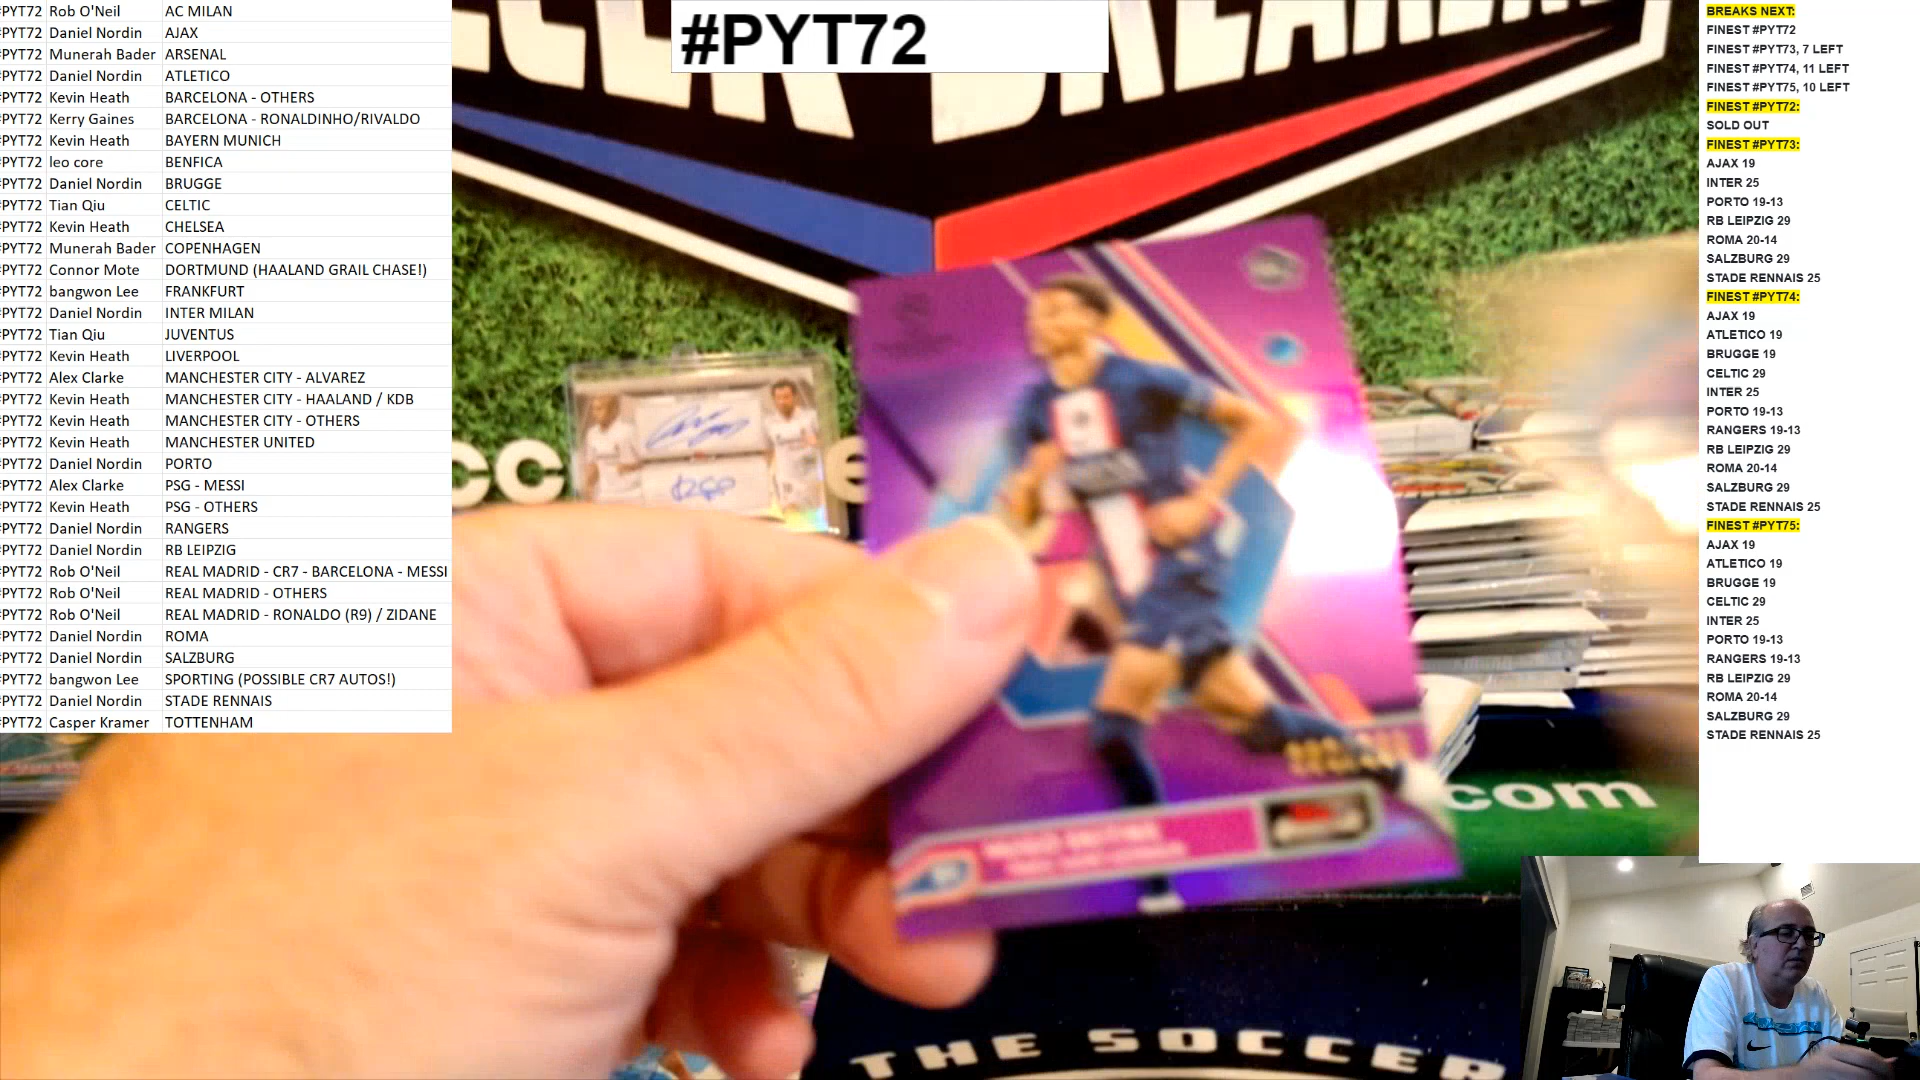 #PYT72 Rob O'Neil AC MILAN
#PYT72 Daniel Nordin AJAX
#PYT72 Munerah Bader ARSENAL
#PYT72 Daniel Nordin ATLETICO
#PYT72 Kevin Heath BARCELONA - OTHERS
#PYT72 Kerry Gaines BARCELONA - RONALDINHO/RIVALDO
#PYT72 Kevin Heath BAYERN MUNICH
#PYT72 leo core BENFICA
#PYT72 Daniel Nordin BRUGGE
#PYT72 Tian Qiu CELTIC
#PYT72 Kevin Heath CHELSEA
#PYT72 Munerah Bader COPENHAGEN
#PYT72 Connor Mote DORTMUND (HAALAND GRAIL CHASE!)
#PYT72 bangwon Lee FRANKFURT
#PYT72 Daniel Nordin INTER MILAN
#PYT72 Tian Qiu JUVENTUS
#PYT72 Kevin Heath LIVERPOOL
#PYT72 Alex Clarke MANCHESTER CITY - ALVAREZ
#PYT72 Kevin Heath MANCHESTER CITY - HAALAND / KDB
#PYT72 Kevin Heath MANCHESTER CITY - OTHERS
#PYT72 Kevin Heath MANCHESTER UNITED
#PYT72 Daniel Nordin PORTO
#PYT72 Alex Clarke PSG - MESSI
#PYT72 Kevin Heath PSG - OTHERS
#PYT72 Daniel Nordin RANGERS
#PYT72 Daniel Nordin RB LEIPZIG
#PYT72 Rob O'Neil REAL MADRID - CR7 - BARCELONA - MESSI
#PYT72 Rob O'Neil REAL MADRID - OTHERS
#PYT72 Rob O'Neil REAL MADRID - RONALDO (R9) / ZIDANE
#PYT72 Daniel Nordin ROMA
#PYT72 Daniel Nordin SALZBURG
#PYT72 bangwon Lee SPORTING (POSSIBLE CR7 AUTOS!)
#PYT72 Daniel Nordin STADE RENNAIS
#PYT72 Casper Kramer TOTTENHAM
#PYT72
.com
THE SOCCER
BREAKS NEXT:
FINEST #PYT72
FINEST #PYT73, 7 LEFT
FINEST #PYT74, 11 LEFT
FINEST #PYT75, 10 LEFT
FINEST #PYT72:
SOLD OUT
FINEST #PYT73:
AJAX 19
INTER 25
PORTO 19-13
RB LEIPZIG 29
ROMA 20-14
SALZBURG 29
STADE RENNAIS 25
FINEST #PYT74:
AJAX 19
ATLETICO 19
BRUGGE 19
CELTIC 29
INTER 25
PORTO 19-13
RANGERS 19-13
RB LEIPZIG 29
ROMA 20-14
SALZBURG 29
STADE RENNAIS 25
FINEST #PYT75:
AJAX 19
ATLETICO 19
BRUGGE 19
CELTIC 29
INTER 25
PORTO 19-13
RANGERS 19-13
RB LEIPZIG 29
ROMA 20-14
SALZBURG 29
STADE RENNAIS 25